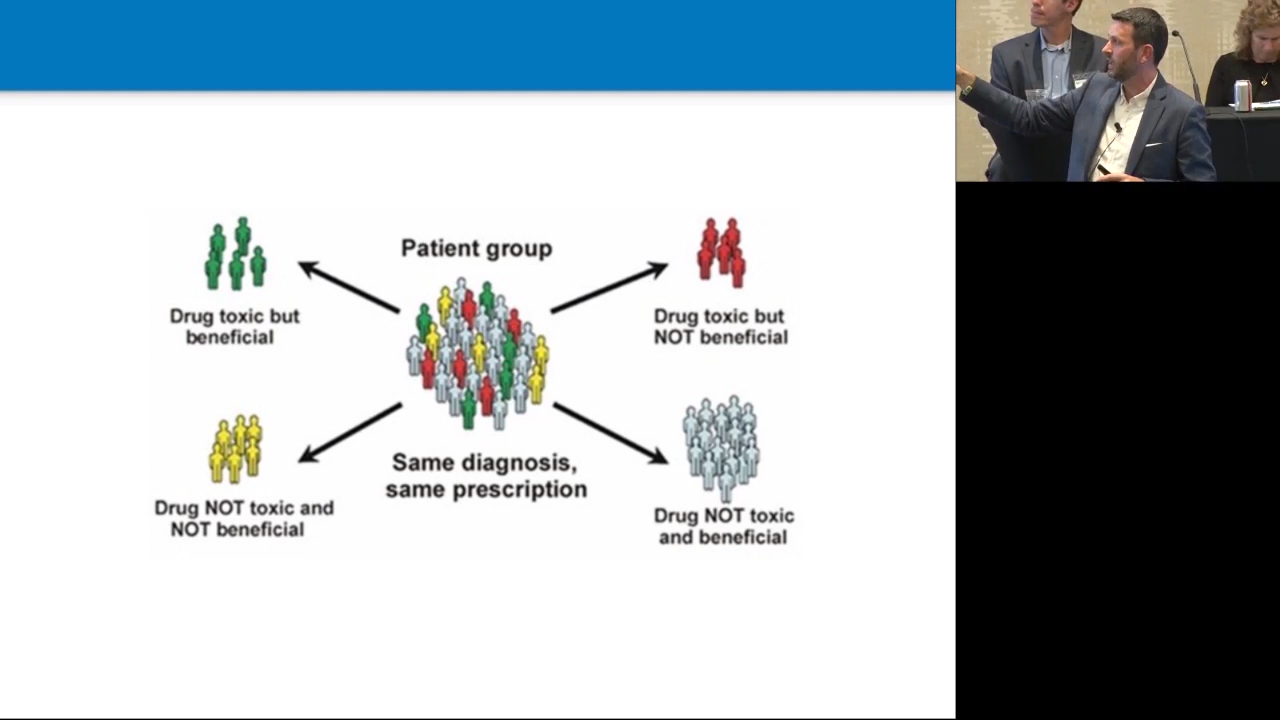 Patient group
Drug toxic but
beneficial
Drug toxic but
NOT beneficial
Same diagnosis,
same prescription
Drug NOT toxic and
NOT beneficial
Drug NOT toxic
and beneficial